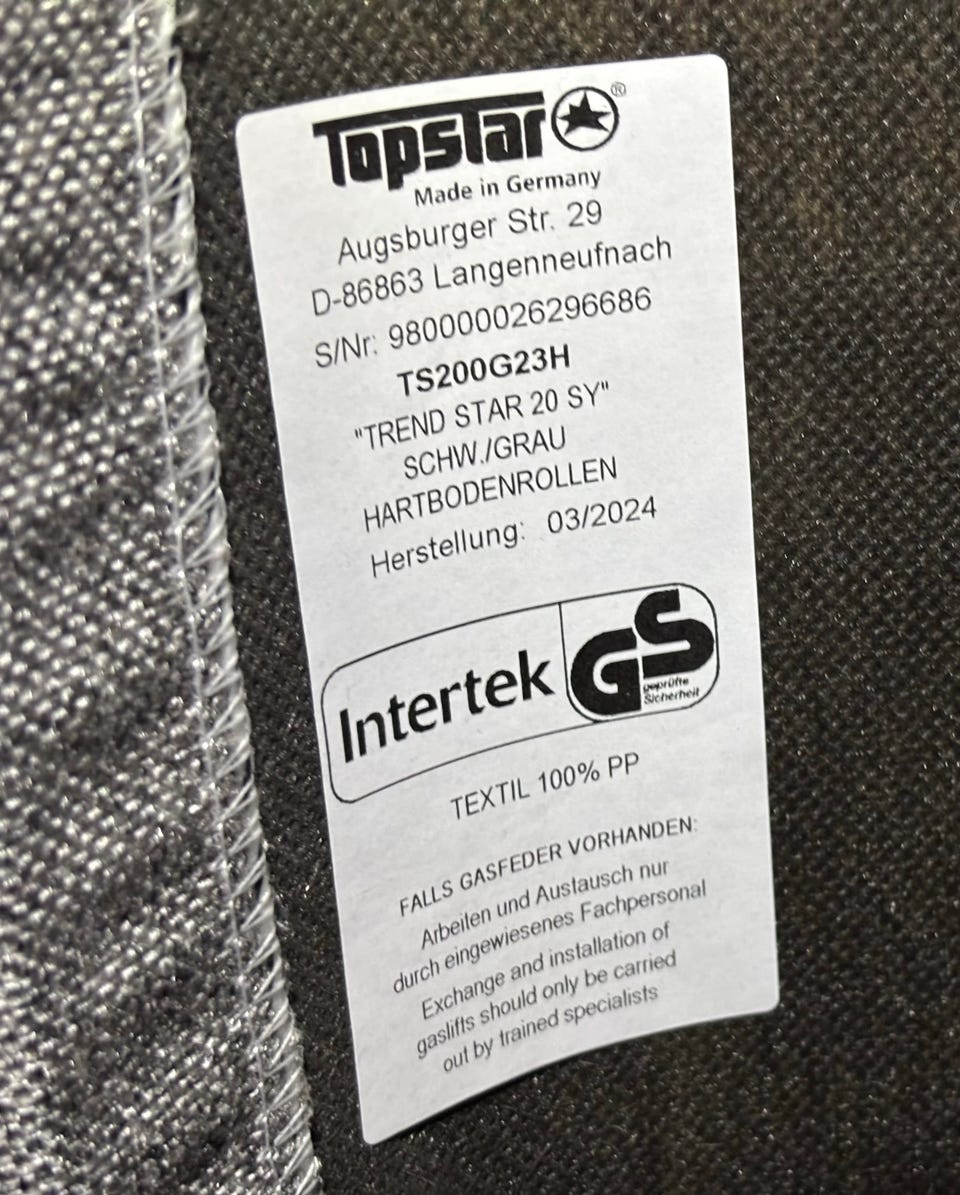 Topstar®
Made in Germany
Augsburger Str. 29
D-86863 Langenneufnach
S/Nr: 980000026296686
TS200G23H
"TREND STAR 20 SY"
SCHW./GRAU
HARTBODENROLLEN
Herstellung: 03/2024
Intertek
GS
geprüfte
Sicherheit
TEXTIL 100% PP
FALLS GASFEDER VORHANDEN:
Arbeiten und Austausch nur
durch eingewiesenes Fachpersonal
Exchange and installation of
gaslifts should only be carried
out by trained specialists